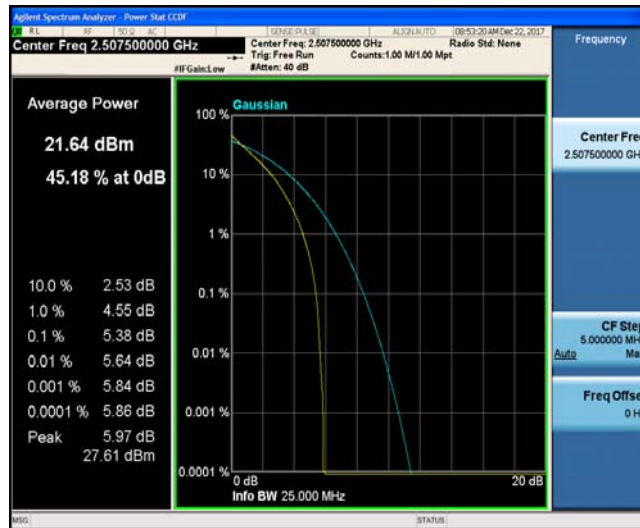 Agilent Spectrum Analyzer - Power Stat CCDF
RL RF 50 Ω AC SENSE:PULSE ALIGN AUTO 08:53:20 AM Dec 22, 2017
Center Freq 2.507500000 GHz
Center Freq: 2.507500000 GHz Radio Std: None
Trig: Free Run Counts:1.00 M/1.00 Mpt
#IFGain:Low #Atten: 40 dB
Frequency
Average Power
21.64 dBm
45.18 % at 0dB
10.0 % 2.53 dB
1.0 % 4.55 dB
0.1 % 5.38 dB
0.01 % 5.64 dB
0.001 % 5.84 dB
0.0001 % 5.86 dB
Peak 5.97 dB
27.61 dBm
Gaussian
100 %
10 %
1 %
0.1 %
0.01 %
0.001 %
0.0001 %
0 dB 20 dB
Info BW 25.000 MHz
Center Fre
2.507500000 GH
CF Step
5.000000 MH
Auto Ma
Freq Offse
0 H
MSG STATUS